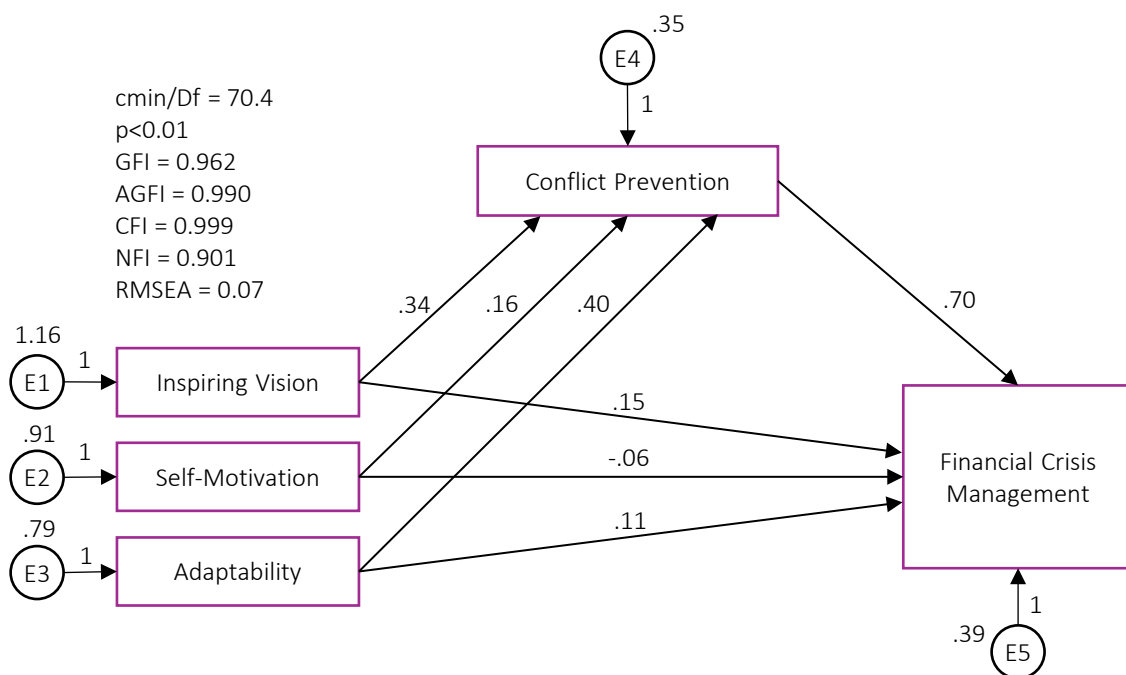 .35
E4
1
cmin/Df = 70.4
p<0.01
GFI = 0.962
AGFI = 0.990
CFI = 0.999
NFI = 0.901
RMSEA = 0.07
Conflict Prevention
.34
.16
.40
.70
1.16
E1
1
Inspiring Vision
.15
.91
E2
1
Self-Motivation
-.06
Financial Crisis
Management
.79
E3
1
Adaptability
.11
1
.39
E5